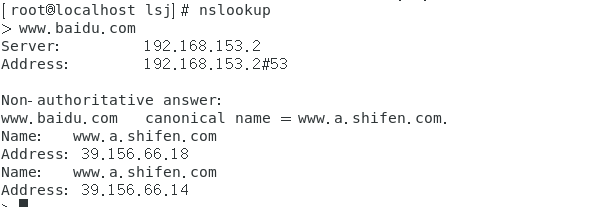 [root@localhost lsj]# nslookup
> www.baidu.com
Server:         192.168.153.2
Address:        192.168.153.2#53

Non-authoritative answer:
www.baidu.com   canonical name = www.a.shifen.com.
Name:   www.a.shifen.com
Address: 39.156.66.18
Name:   www.a.shifen.com
Address: 39.156.66.14
>